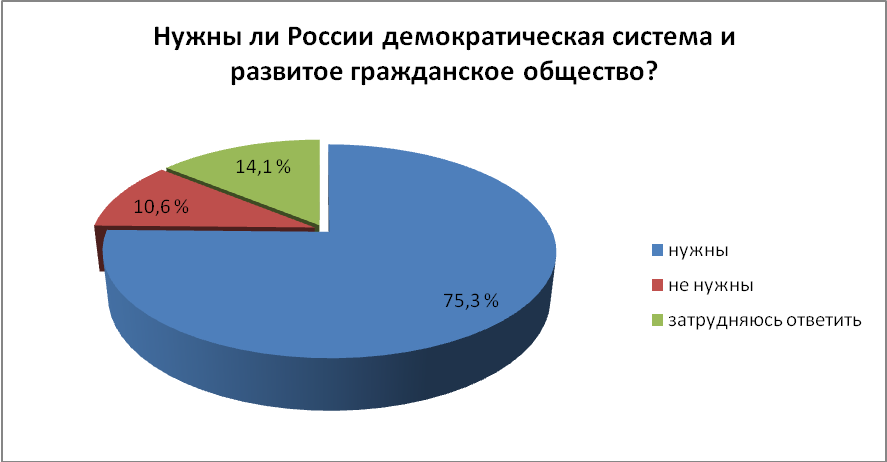 Нужны ли России демократическая система и
развитое гражданское общество?
14,1 %
10,6 %
75,3 %
нужны
не нужны
затрудняюсь ответить